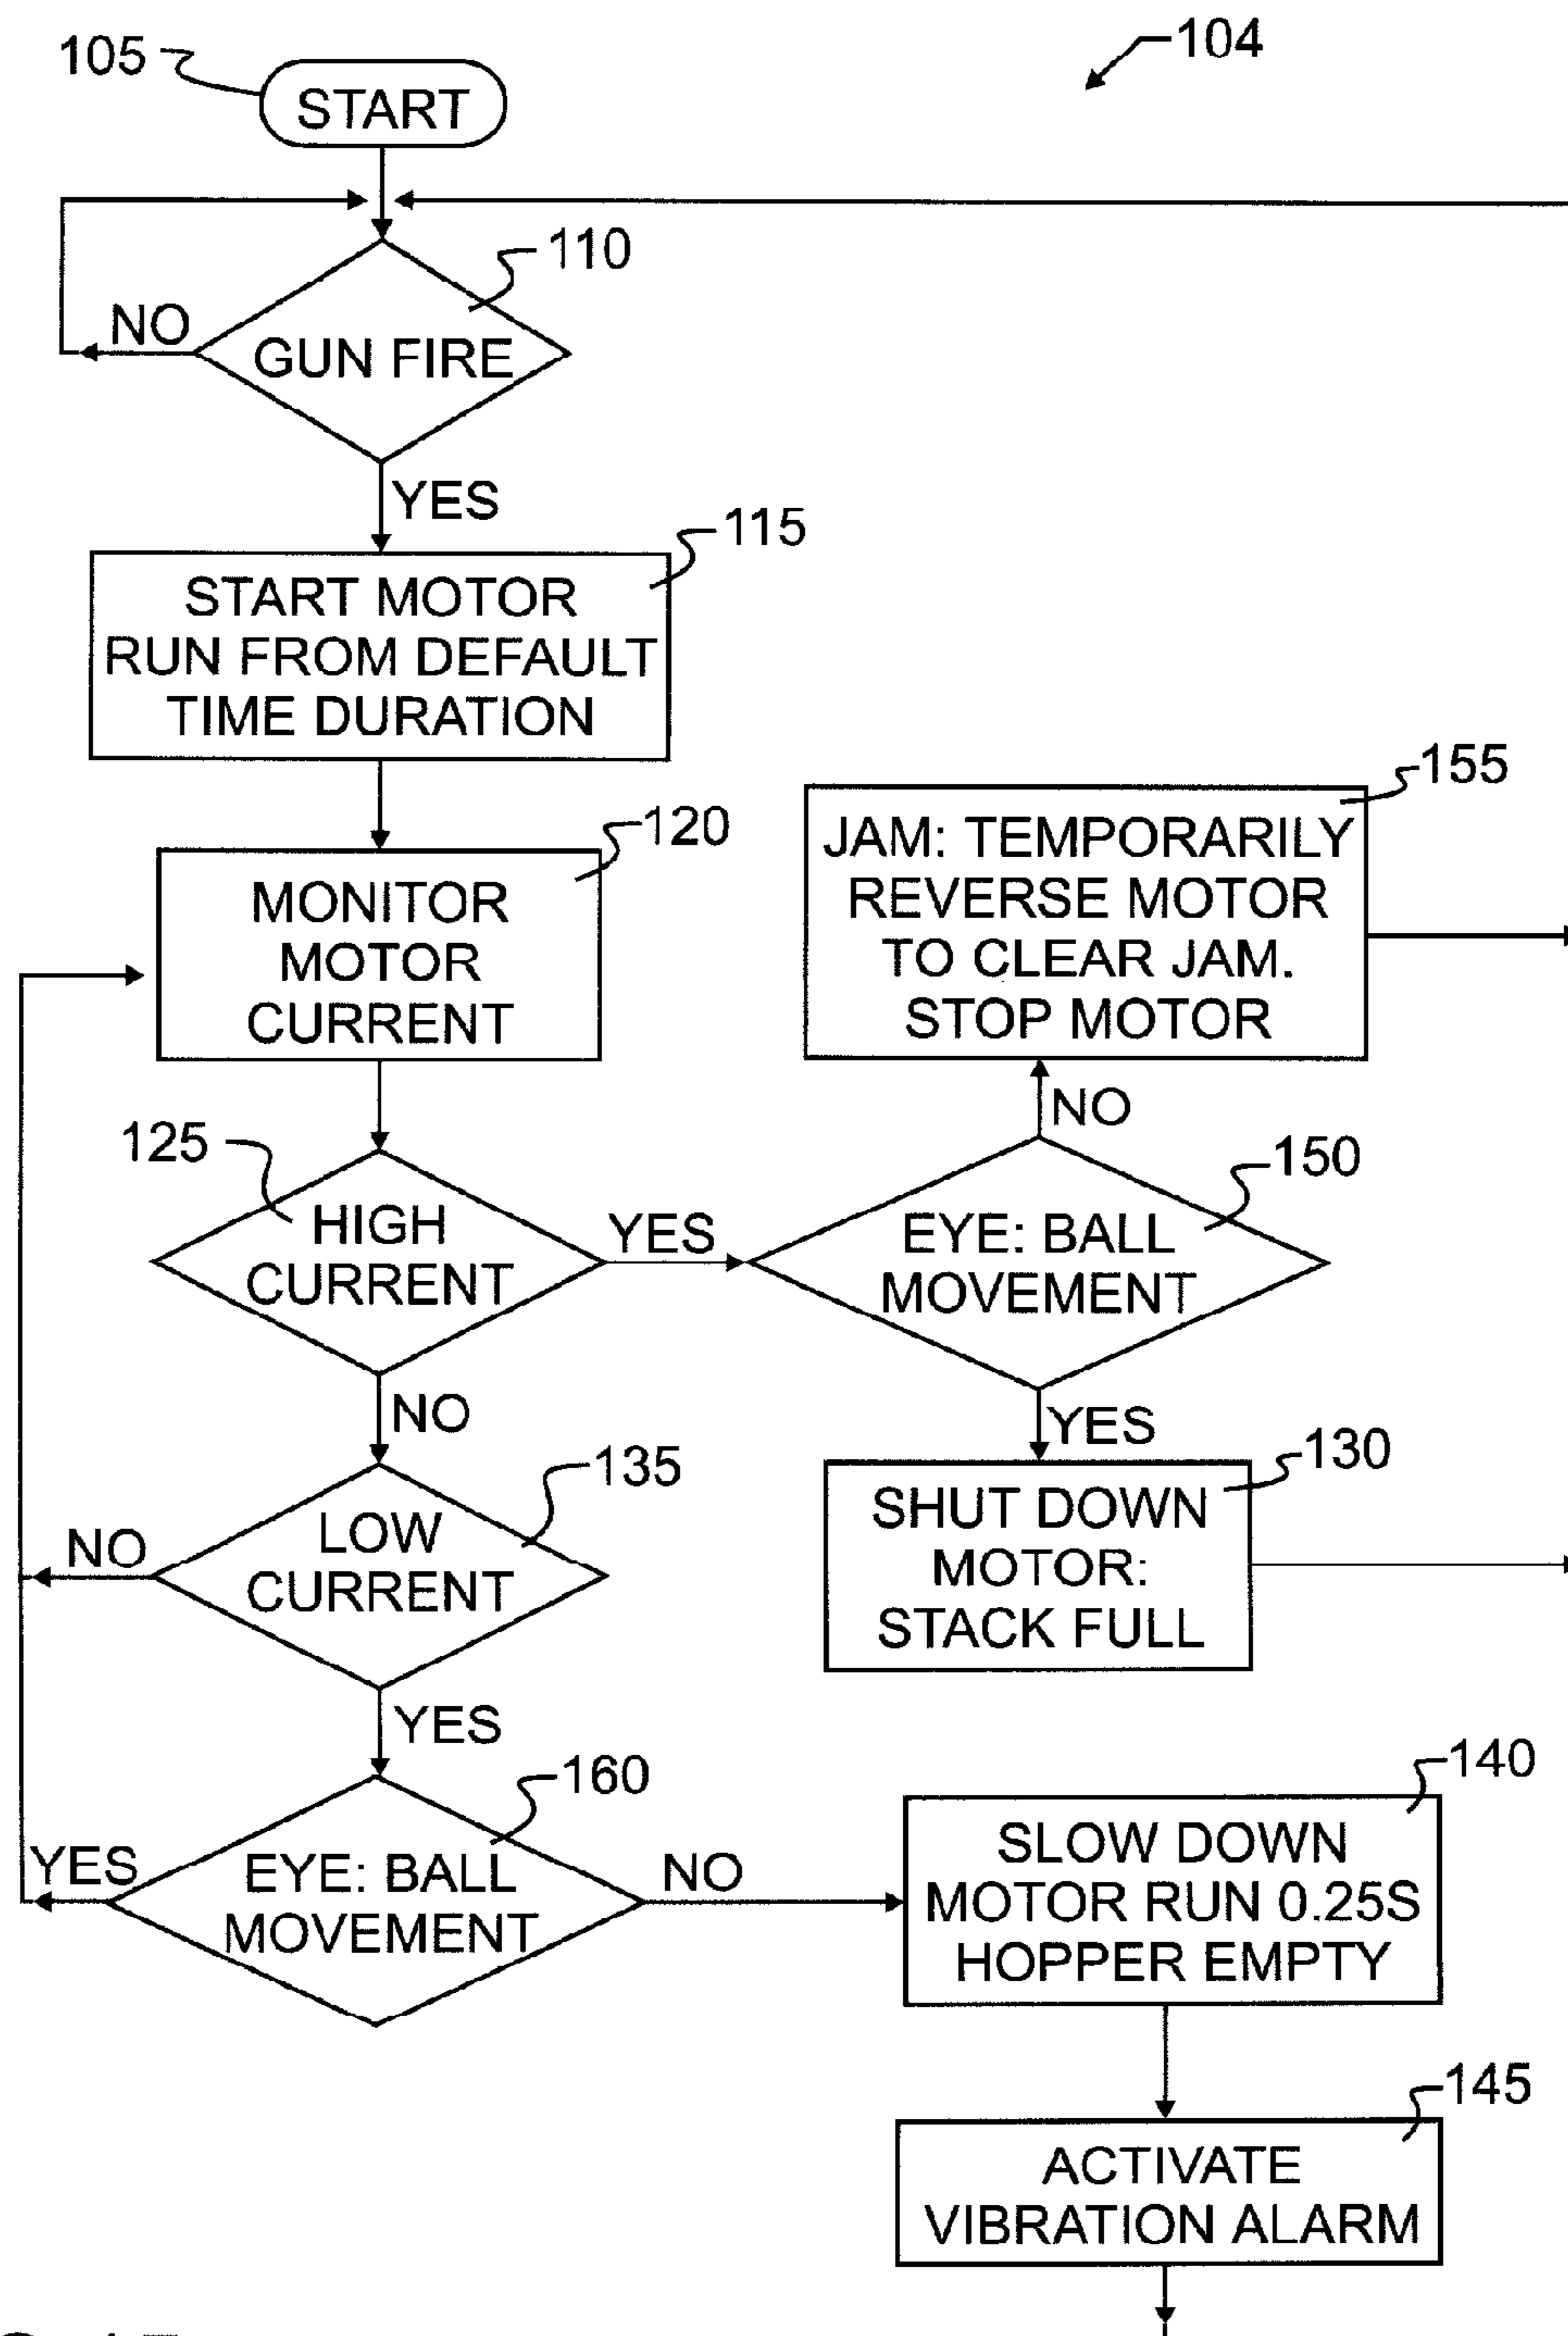 104
105
START
110
NO
GUN FIRE
YES
115
START MOTOR
RUN FROM DEFAULT
TIME DURATION
120
MONITOR
MOTOR
CURRENT
155
JAM: TEMPORARILY
REVERSE MOTOR
TO CLEAR JAM.
STOP MOTOR
NO
125
HIGH
CURRENT
YES
150
EYE: BALL
MOVEMENT
NO
YES
135
LOW
CURRENT
NO
130
SHUT DOWN
MOTOR:
STACK FULL
YES
160
EYE: BALL
MOVEMENT
YES
NO
140
SLOW DOWN
MOTOR RUN 0.25S
HOPPER EMPTY
145
ACTIVATE
VIBRATION ALARM